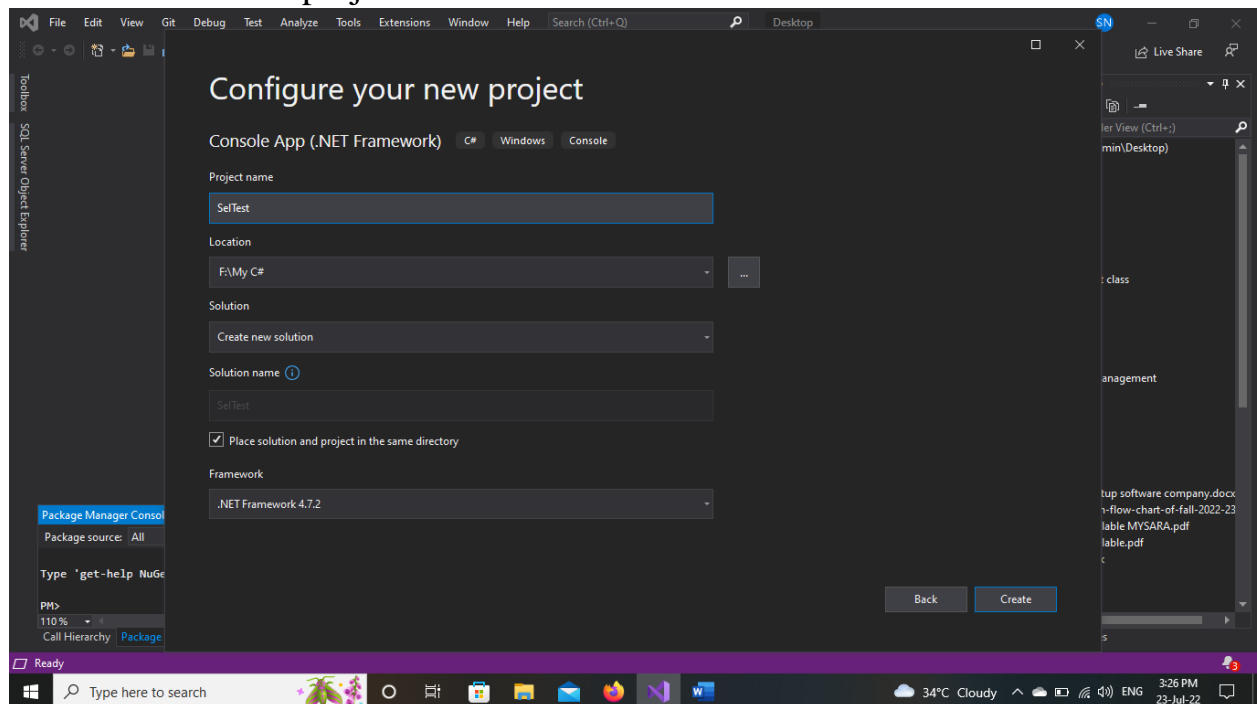 File Edit View Git Debug Test Analyze Tools Extensions Window Help Search (Ctrl+Q) Desktop SN
Live Share
Toolbox
SQL Server Object Explorer
Configure your new project
Console App (.NET Framework) C# Windows Console
ler View (Ctrl+;)
min\Desktop)
Project name
SelTest
Location
F:\My C# ...
t class
Solution
Create new solution
Solution name
anagement
SelTest
Place solution and project in the same directory
Framework
.NET Framework 4.7.2
tup software company.docx
n-flow-chart-of-fall-2022-23
lable MYSARA.pdf
lable.pdf
Package Manager Consol
Package source: All
Type 'get-help NuGe
PM>
110 %
Back Create
Call Hierarchy Package
Ready
3
Type here to search
34°C Cloudy ENG 3:26 PM
23-Jul-22